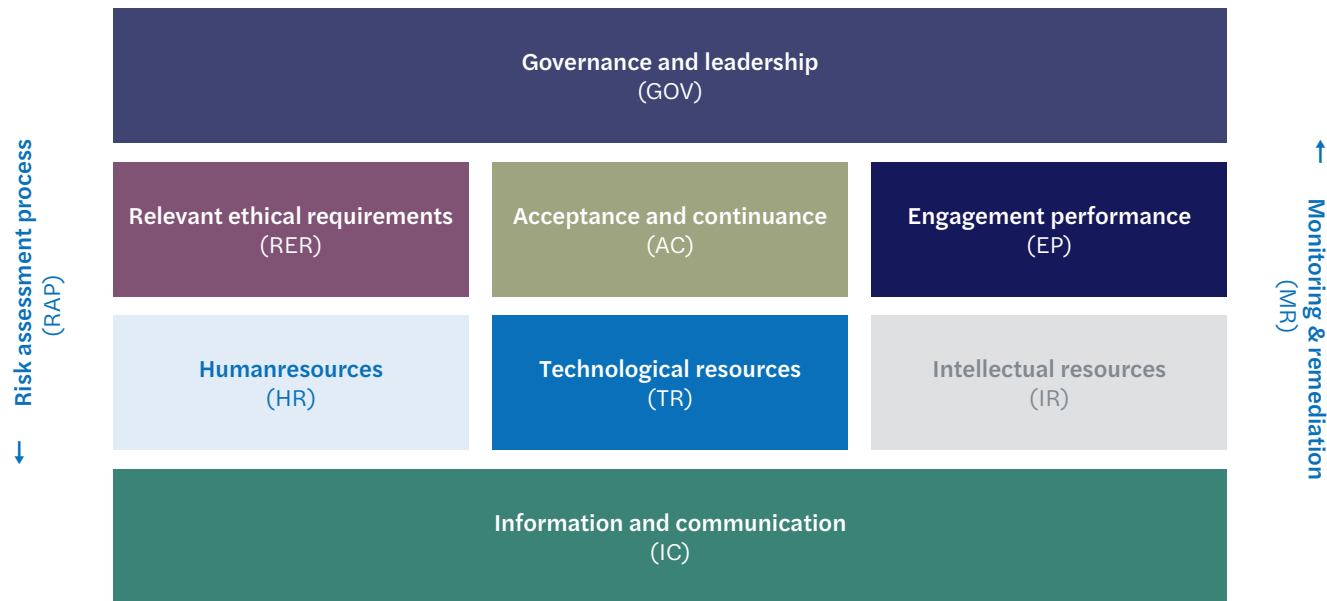 Governance and leadership
(GOV)
Risk assessment process
(RAP)
Relevant ethical requirements
(RER)
Acceptance and continuance
(AC)
Engagement performance
(EP)
Humanresources
(HR)
Technological resources
(TR)
Intellectual resources
(IR)
Monitoring & remediation
(MR)
Information and communication
(IC)